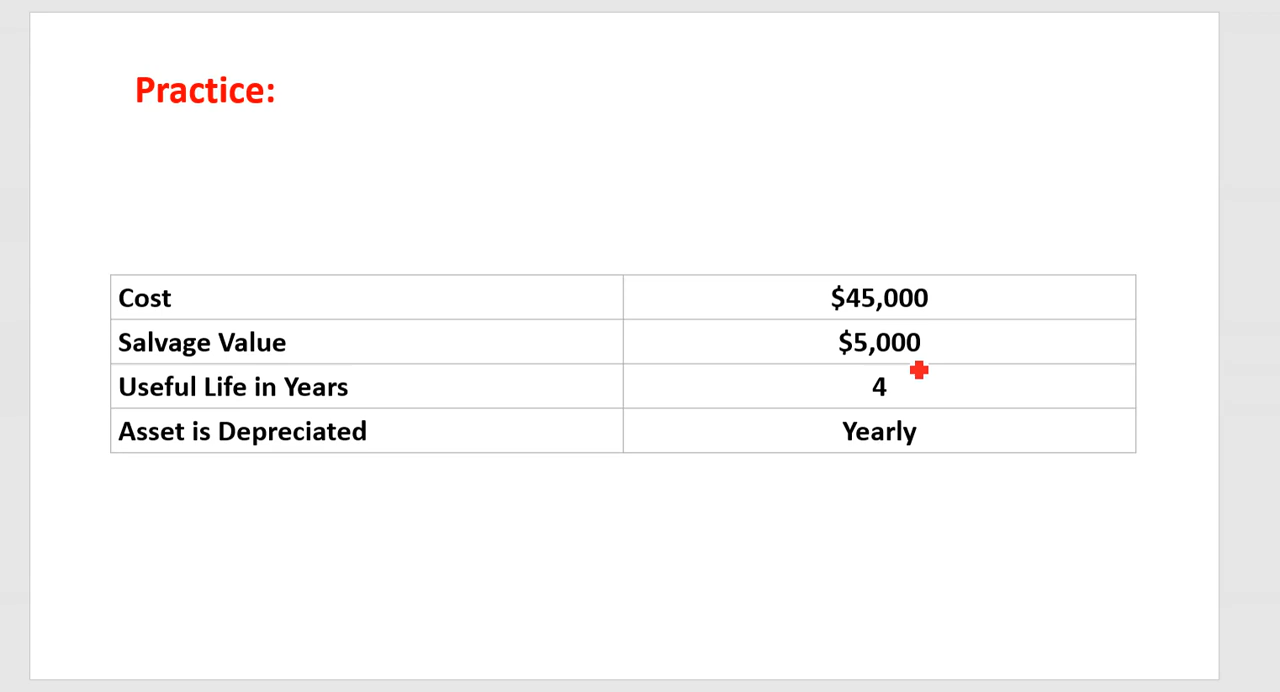 Practice:
Cost $45,000
Salvage Value $5,000
Useful Life in Years 4
Asset is Depreciated Yearly